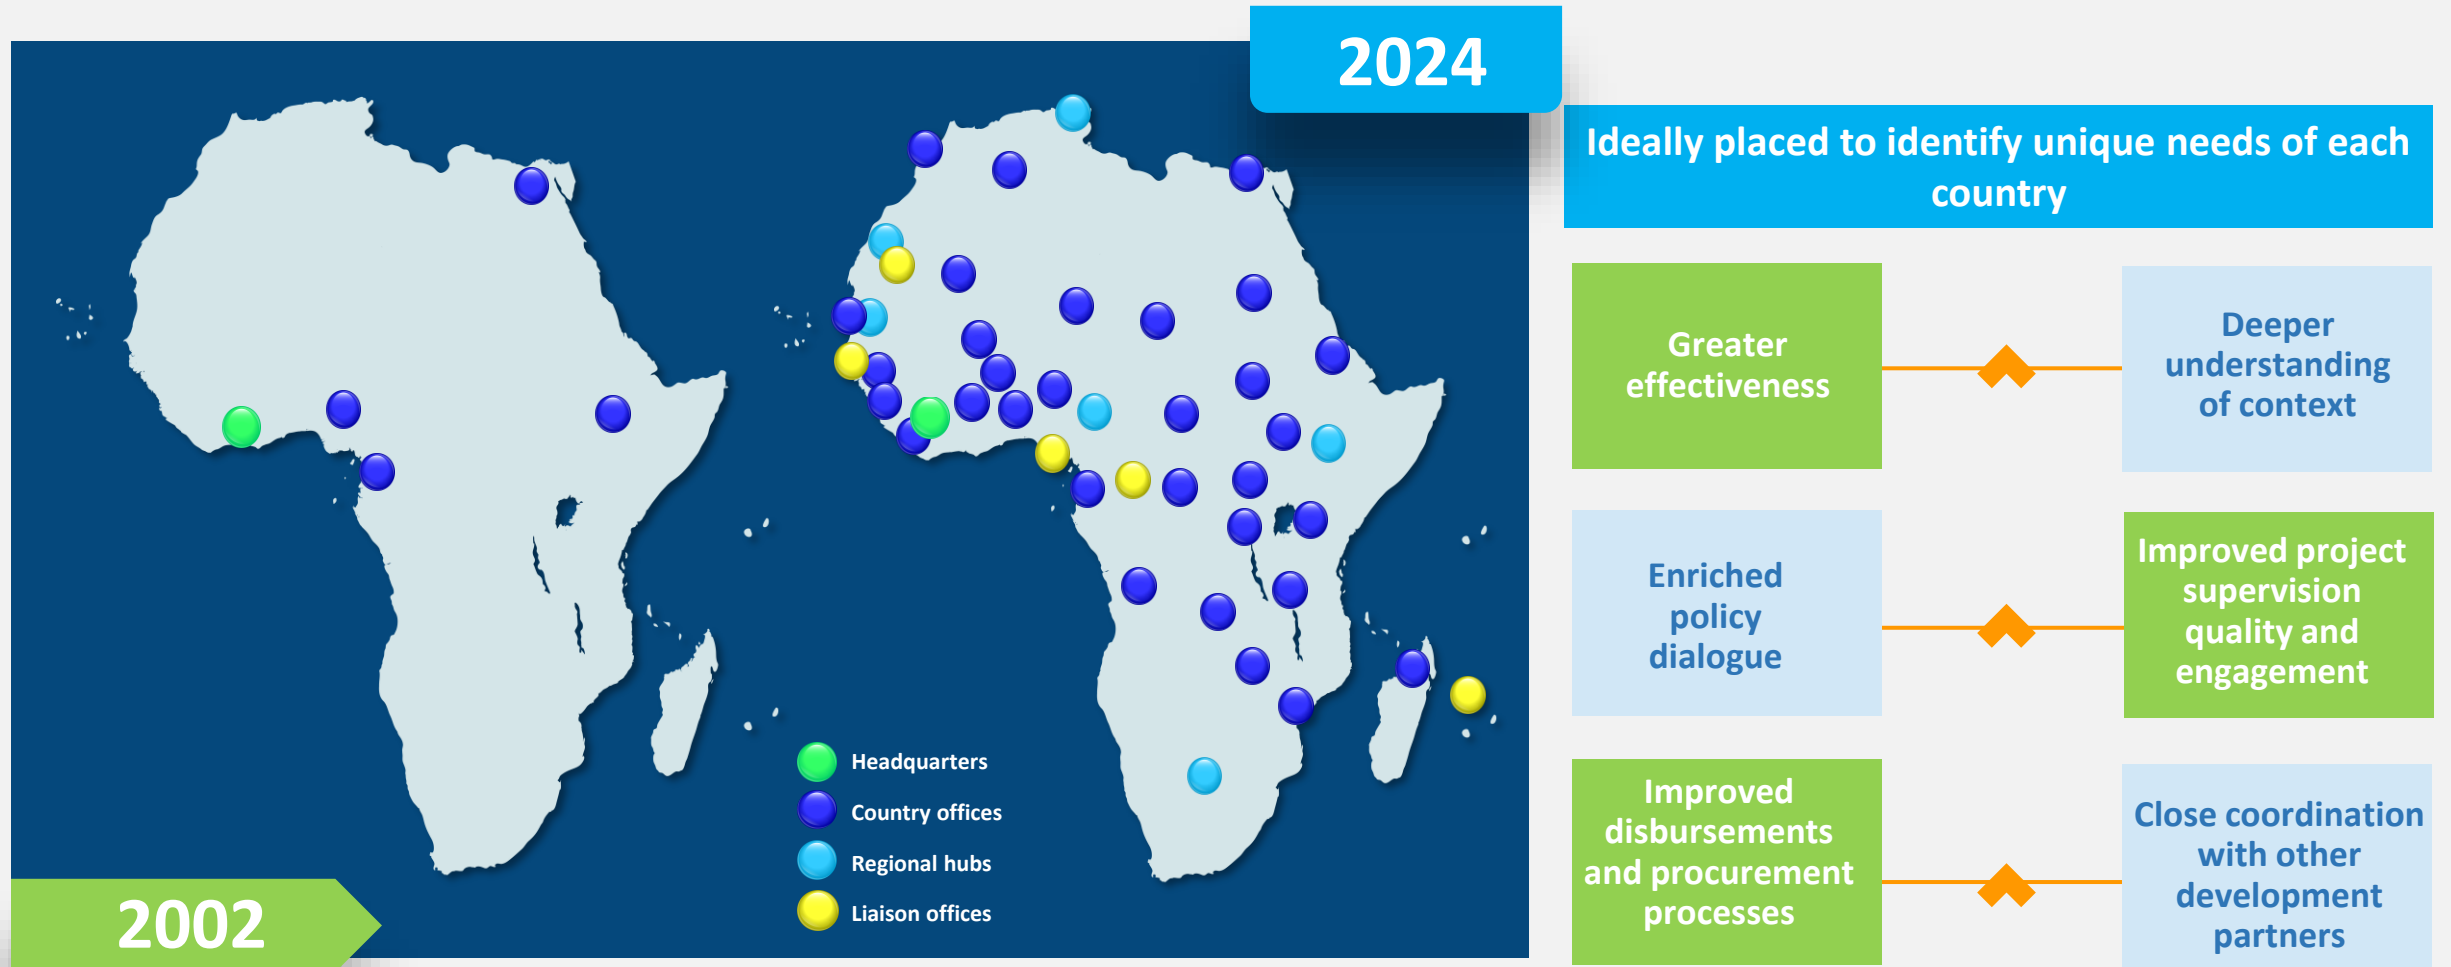 2024
2002
Headquarters
Country offices
Regional hubs
Liaison offices
Ideally placed to identify unique needs of each
country
Greater
effectiveness
Deeper
understanding
of context
Enriched
policy
dialogue
Improved project
supervision
quality and
engagement
Improved
disbursements
and procurement
processes
Close coordination
with other
development
partners